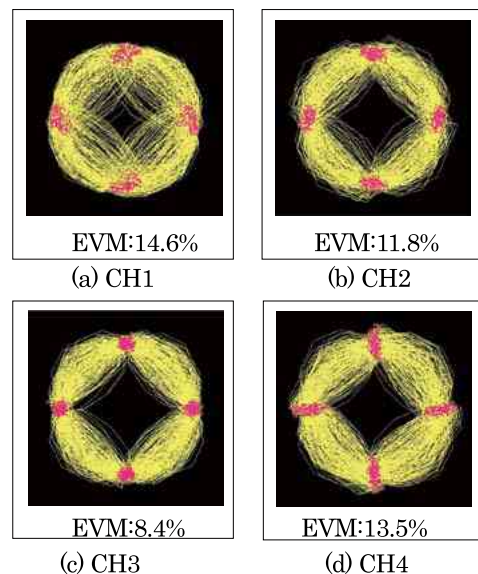 EVM:14.6%
(a) CH1
EVM:11.8%
(b) CH2
EVM:8.4%
(c) CH3
EVM:13.5%
(d) CH4